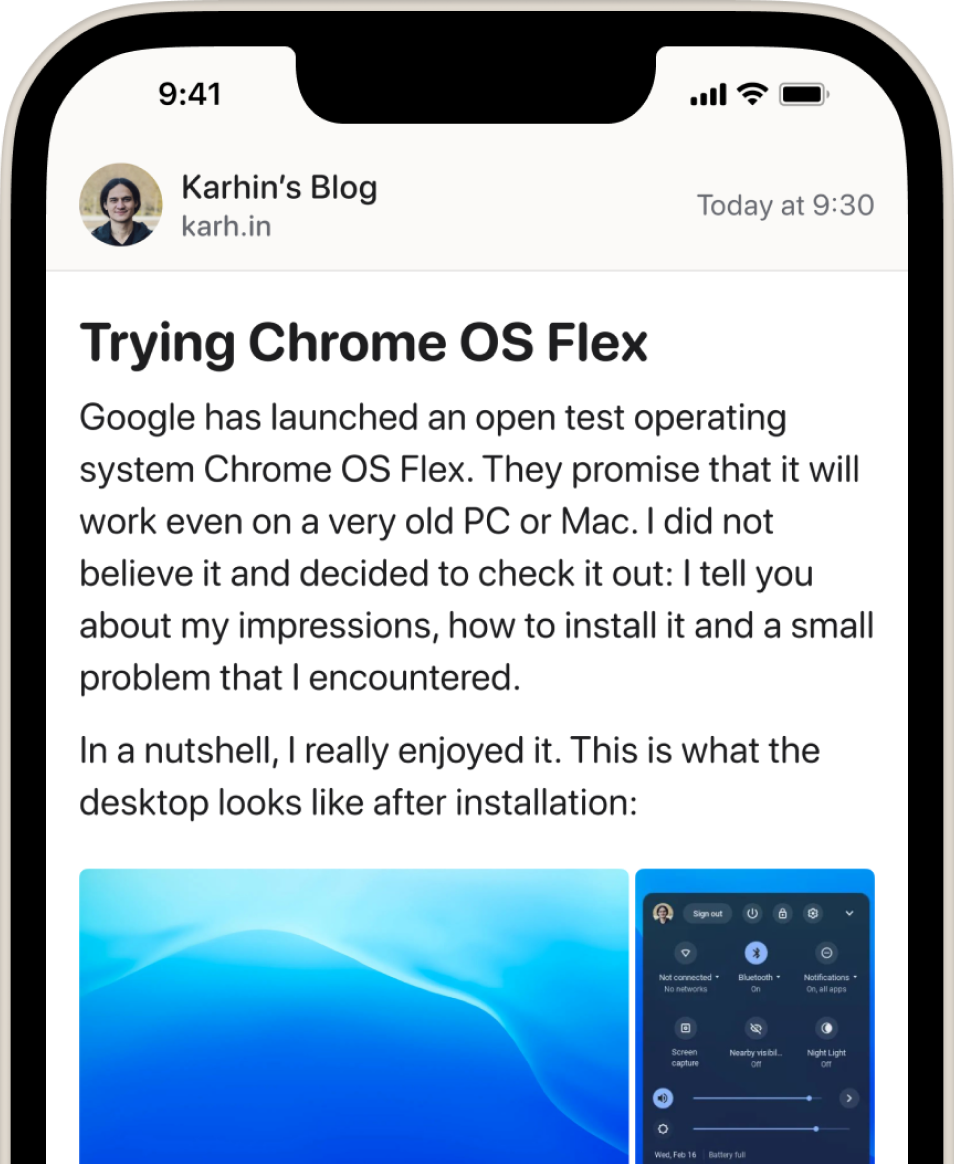 9:41
Karhin’s Blog
karh.in
Today at 9:30
Trying Chrome OS Flex
Google has launched an open test operating
system Chrome OS Flex. They promise that it will
work even on a very old PC or Mac. I did not
believe it and decided to check it out: I tell you
about my impressions, how to install it and a small
problem that I encountered.
In a nutshell, I really enjoyed it. This is what the
desktop looks like after installation:
Sign out
Not connected
No networks
Bluetooth
On
Notifications
On, all apps
Screen
capture
Nearby visibil...
Off
Night Light
Off
Wed, Feb 16
Battery full